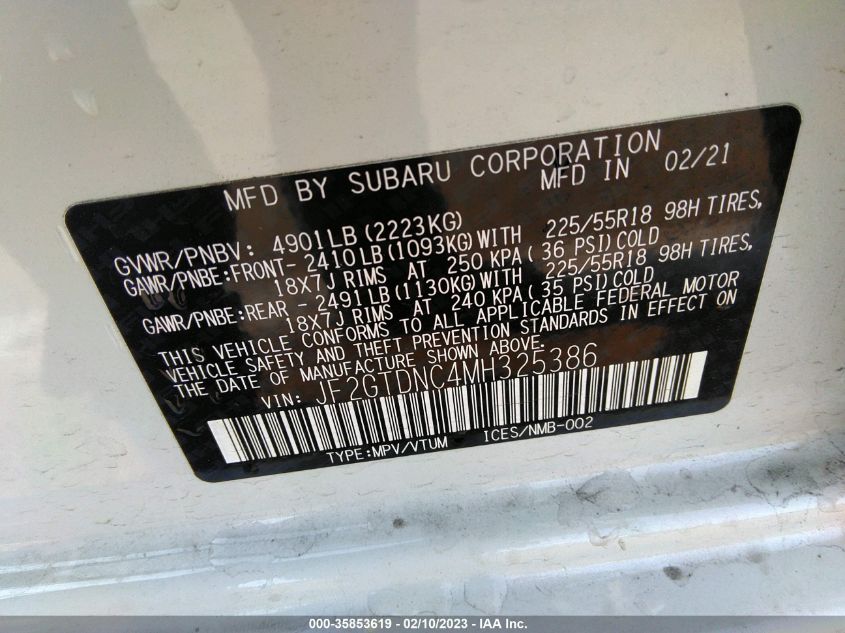 MFD BY SUBARU CORPORATION
MFD IN 02/21
GVWR/PNBV: 4901LB(2223KG)
GAWR/PNBE:FRONT- 2410LB(1093KG)WITH 225/55R18 98H TIRES,
18X7J RIMS AT 250 KPA(36 PSI)COLD
GAWR/PNBE:REAR - 2491LB(1130KG)WITH 225/55R18 98H TIRES,
18X7J RIMS AT 240 KPA(35 PSI)COLD
THIS VEHICLE CONFORMS TO ALL APPLICABLE FEDERAL MOTOR
VEHICLE SAFETY AND THEFT PREVENTION STANDARDS IN EFFECT ON
THE DATE OF MANUFACTURE SHOWN ABOVE.
VIN: JF2GTDNC4MH325386
TYPE:MPV/VTUM ICES/NMB-002
000-35853619 - 02/10/2023 - IAA Inc.